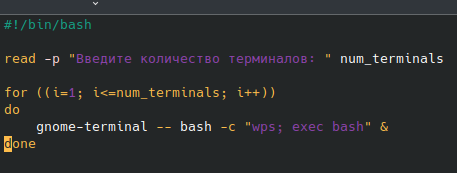 #!/bin/bash
read -p "Введите количество терминалов: " num_terminals
for ((i=1; i<=num_terminals; i++))
do
    gnome-terminal -- bash -c "wps; exec bash" &
done